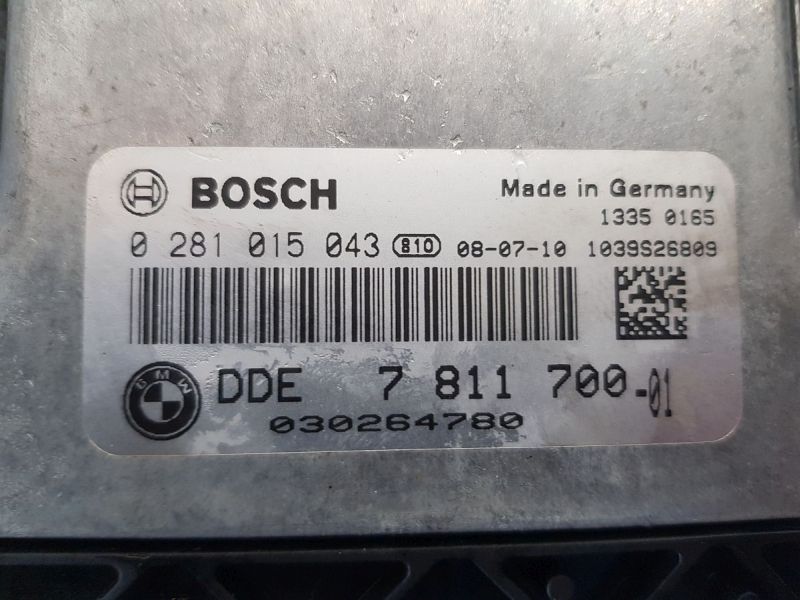 BOSCH Made in Germany
1335 0165
0 281 015 043 810 08-07-10 1039S26809
BMW DDE 7 811 700-01
030264780